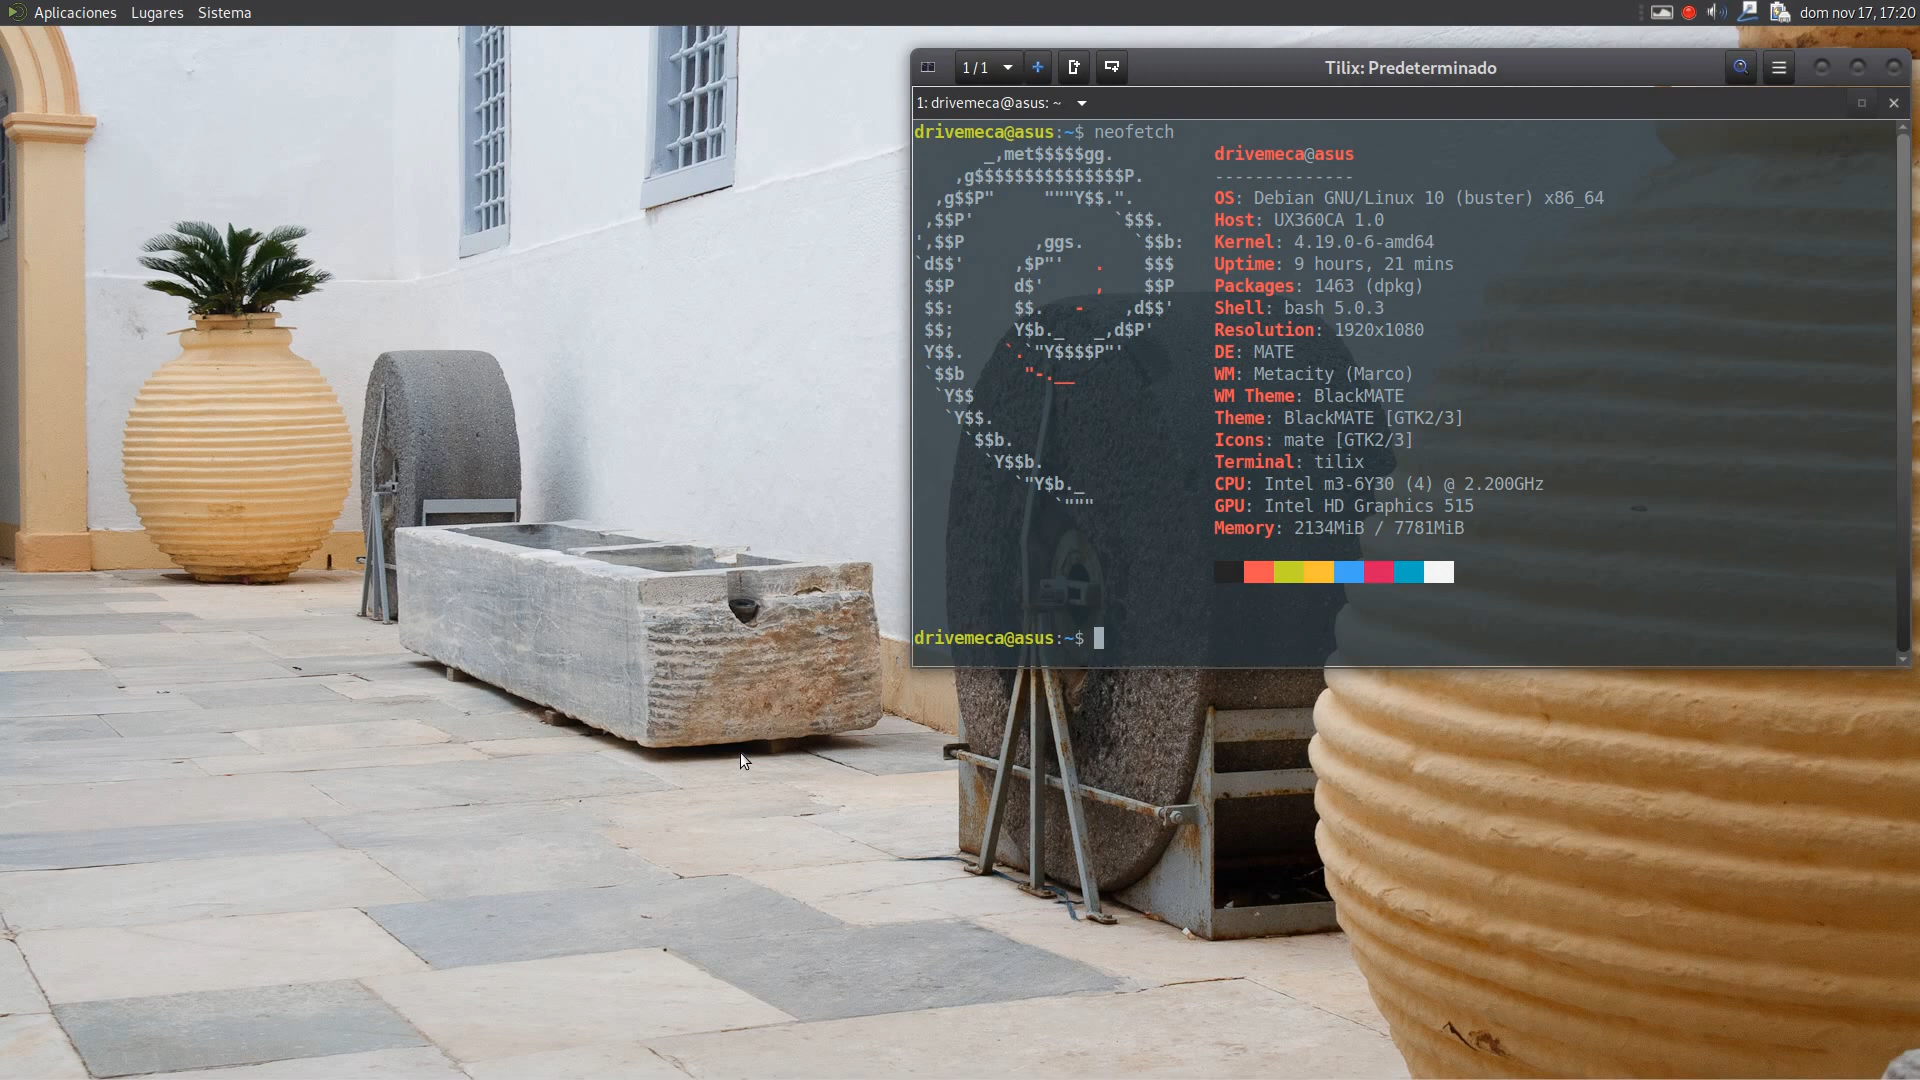 Aplicaciones Lugares Sistema dom nov 17, 17:20
1 / 1 Tilix: Predeterminado
1: drivemeca@asus: ~
drivemeca@asus:~$ neofetch
       _,met$$$$$gg.          drivemeca@asus
    ,g$$$$$$$$$$$$$$$P.       --------------
  ,g$$P"     """Y$$.".        OS: Debian GNU/Linux 10 (buster) x86_64
 ,$$P'              `$$$.     Host: UX360CA 1.0
',$$P       ,ggs.     `$$b:   Kernel: 4.19.0-6-amd64
`d$$'     ,$P"'   .    $$$    Uptime: 9 hours, 21 mins
 $$P      d$'     ,    $$P    Packages: 1463 (dpkg)
 $$:      $$.   -    ,d$$'    Shell: bash 5.0.3
 $$;      Y$b._   _,d$P'      Resolution: 1920x1080
 Y$$.    `.`"Y$$$$P"'         DE: MATE
 `$$b      "-.__              WM: Metacity (Marco)
  `Y$$                        WM Theme: BlackMATE
   `Y$$.                      Theme: BlackMATE [GTK2/3]
     `$$b.                    Icons: mate [GTK2/3]
       `Y$$b.                 Terminal: tilix
          `"Y$b._             CPU: Intel m3-6Y30 (4) @ 2.200GHz
              `"""            GPU: Intel HD Graphics 515
                              Memory: 2134MiB / 7781MiB
drivemeca@asus:~$